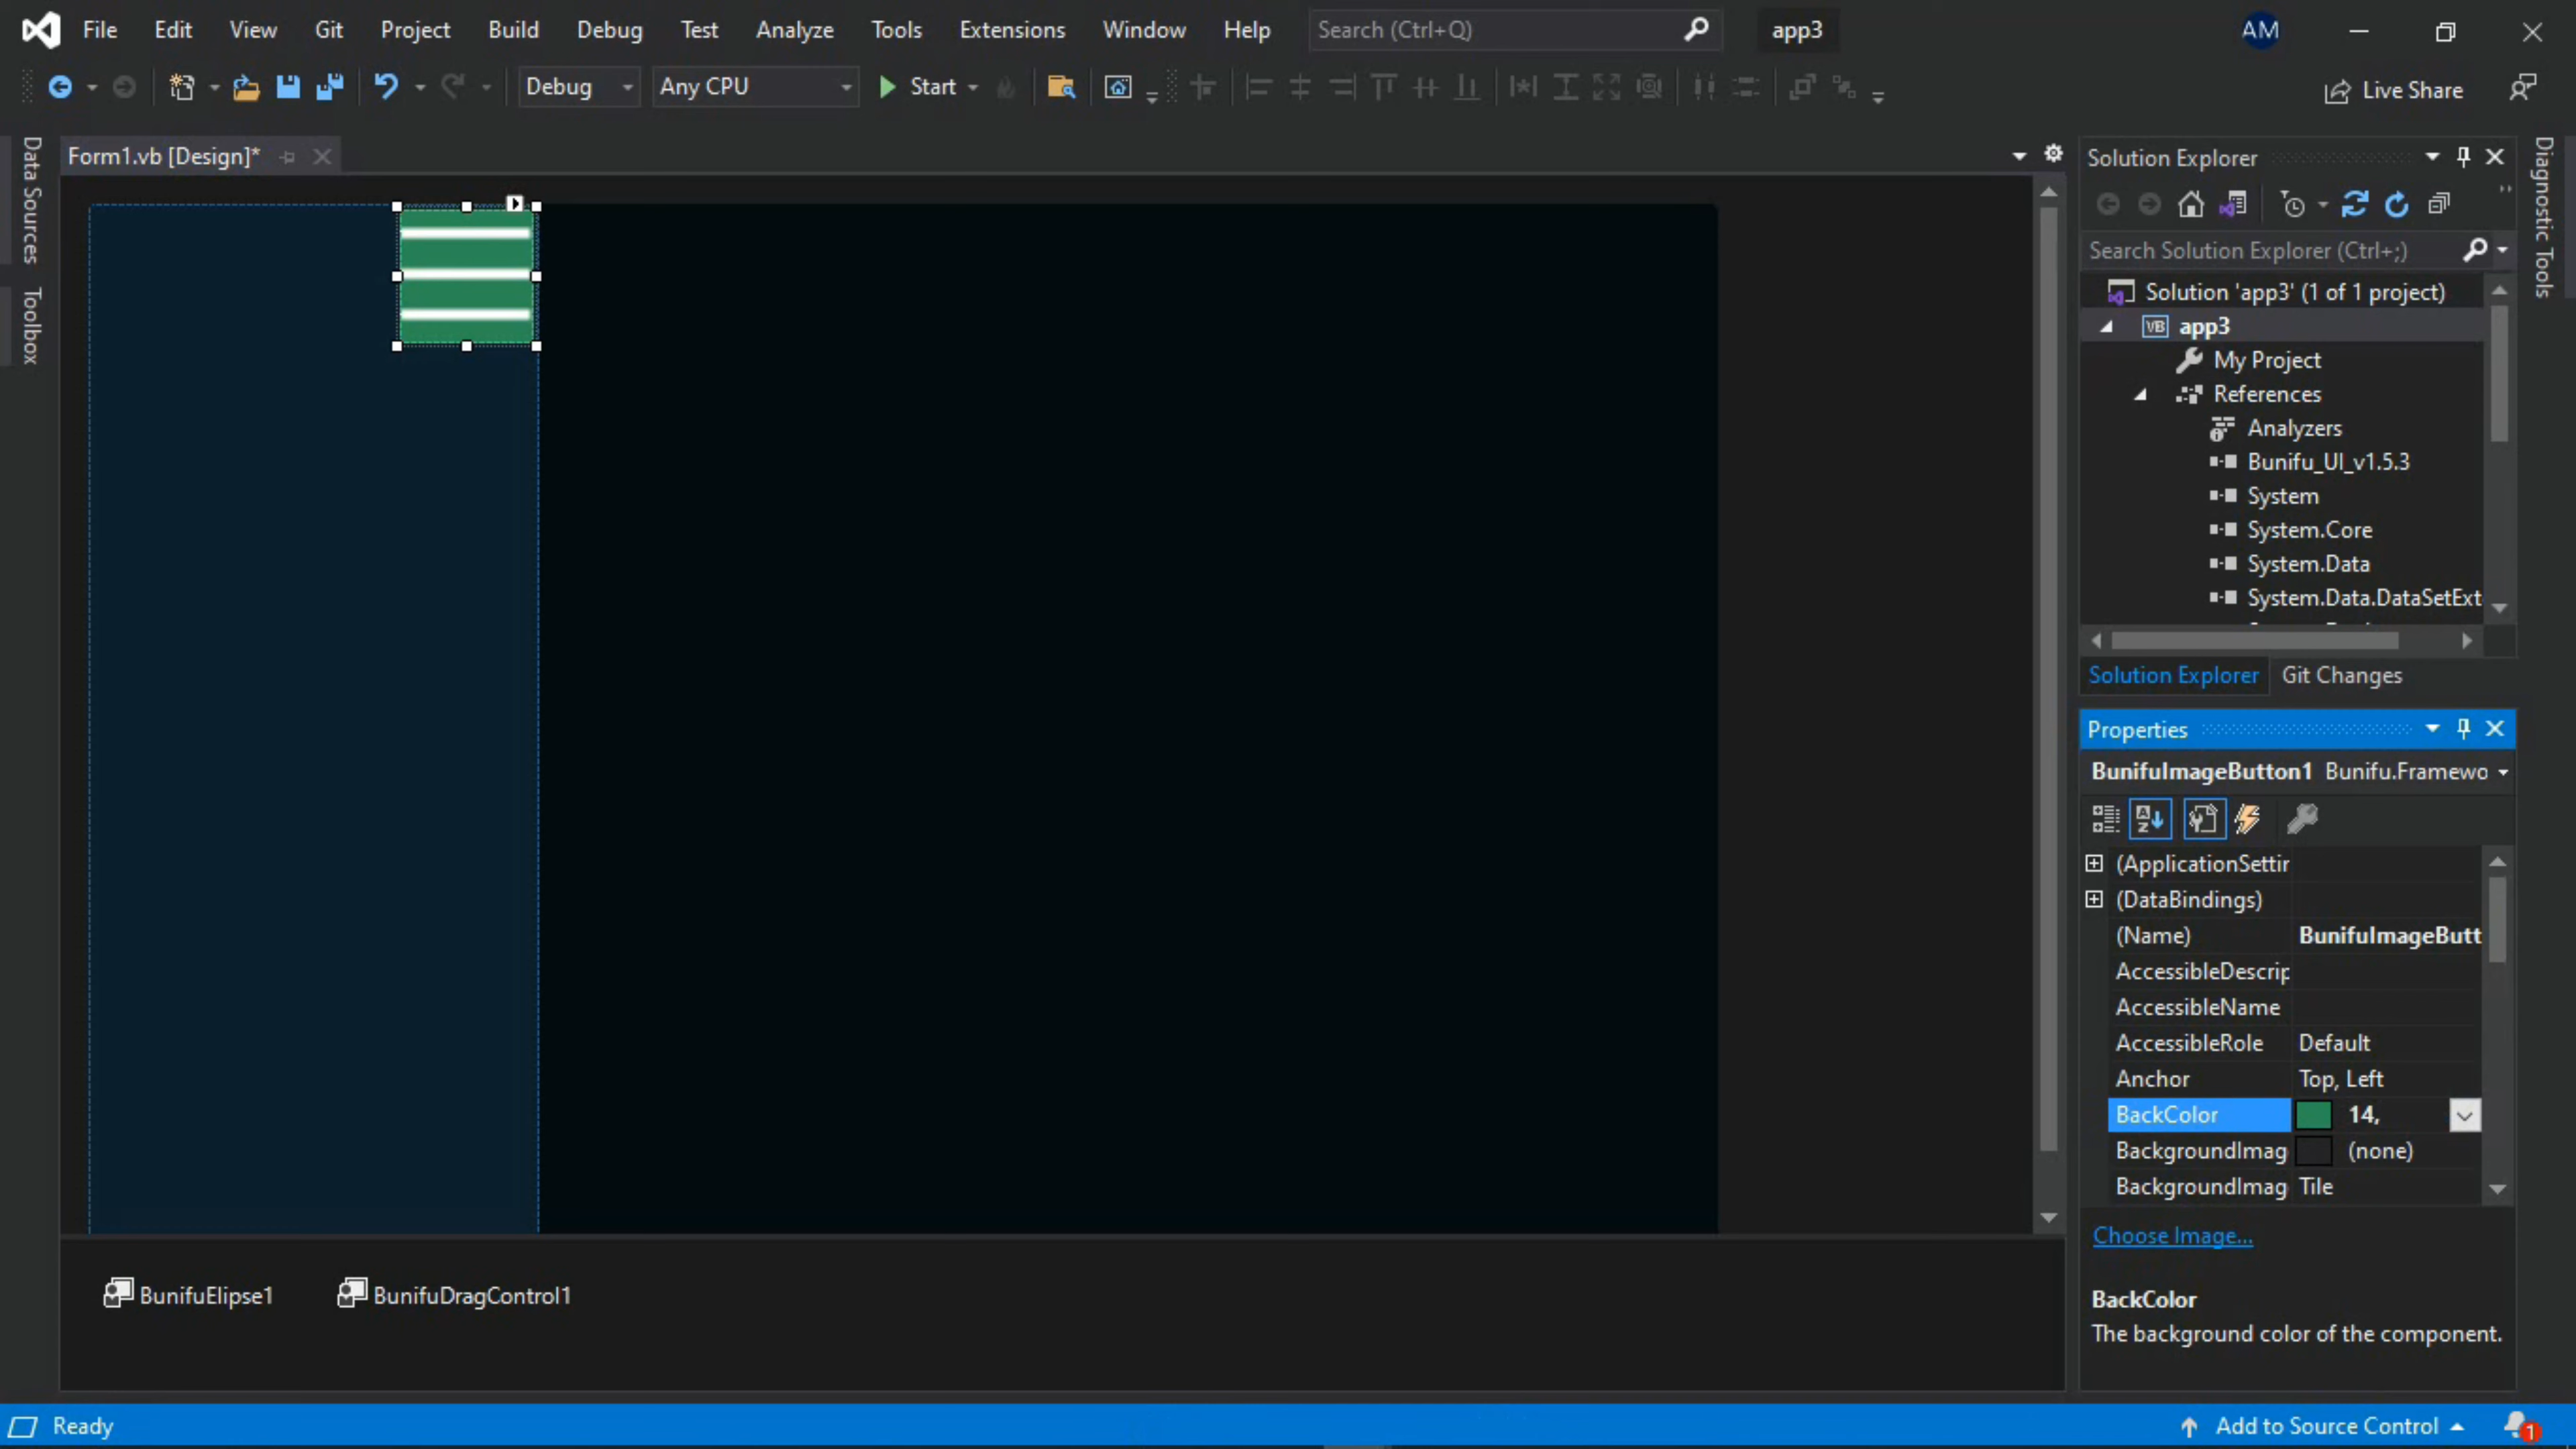 File Edit View Git Project Build Debug Test Analyze Tools Extensions Window Help Search (Ctrl+Q) app3 AM
Debug Any CPU Start Live Share
Data Sources
Toolbox
Form1.vb [Design]*
BunifuElipse1 BunifuDragControl1
Solution Explorer
Search Solution Explorer (Ctrl+;)
Solution 'app3' (1 of 1 project)
VB app3
My Project
References
Analyzers
Bunifu_UI_v1.5.3
System
System.Core
System.Data
System.Data.DataSetExt
Solution Explorer Git Changes
Properties
BunifuImageButton1 Bunifu.Framewo
(ApplicationSettir
(DataBindings)
(Name) BunifuImageButt
AccessibleDescrip
AccessibleName
AccessibleRole Default
Anchor Top, Left
BackColor 14,
BackgroundImag (none)
BackgroundImag Tile
Choose Image...
BackColor
The background color of the component.
Diagnostic Tools
Ready Add to Source Control 1